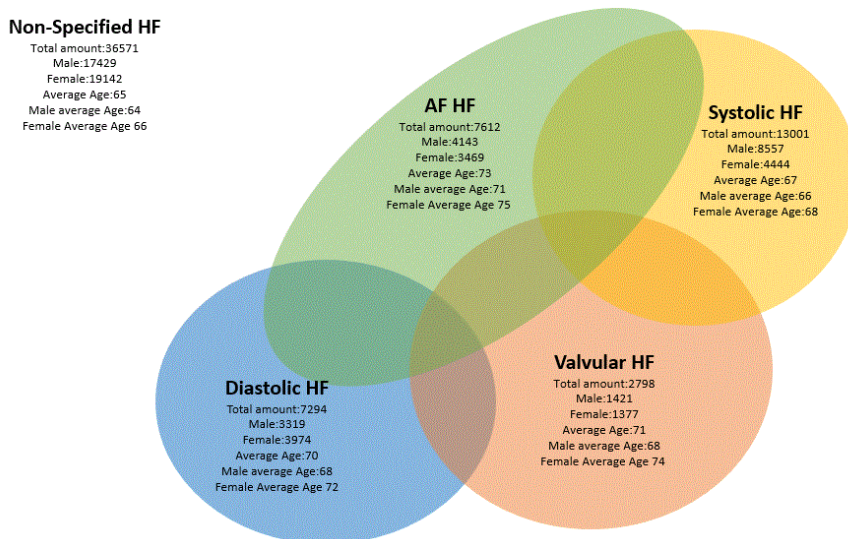 Non-Specified HF
Total amount:36571
Male:17429
Female:19142
Average Age:65
Male average Age:64
Female Average Age 66
AF HF
Total amount:7612
Male:4143
Female:3469
Average Age:73
Male average Age:71
Female Average Age 75
Systolic HF
Total amount:13001
Male:8557
Female:4444
Average Age:67
Male average Age:66
Female Average Age:68
Diastolic HF
Total amount:7294
Male:3319
Female:3974
Average Age:70
Male average Age:68
Female Average Age 72
Valvular HF
Total amount:2798
Male:1421
Female:1377
Average Age:71
Male average Age:68
Female Average Age 74